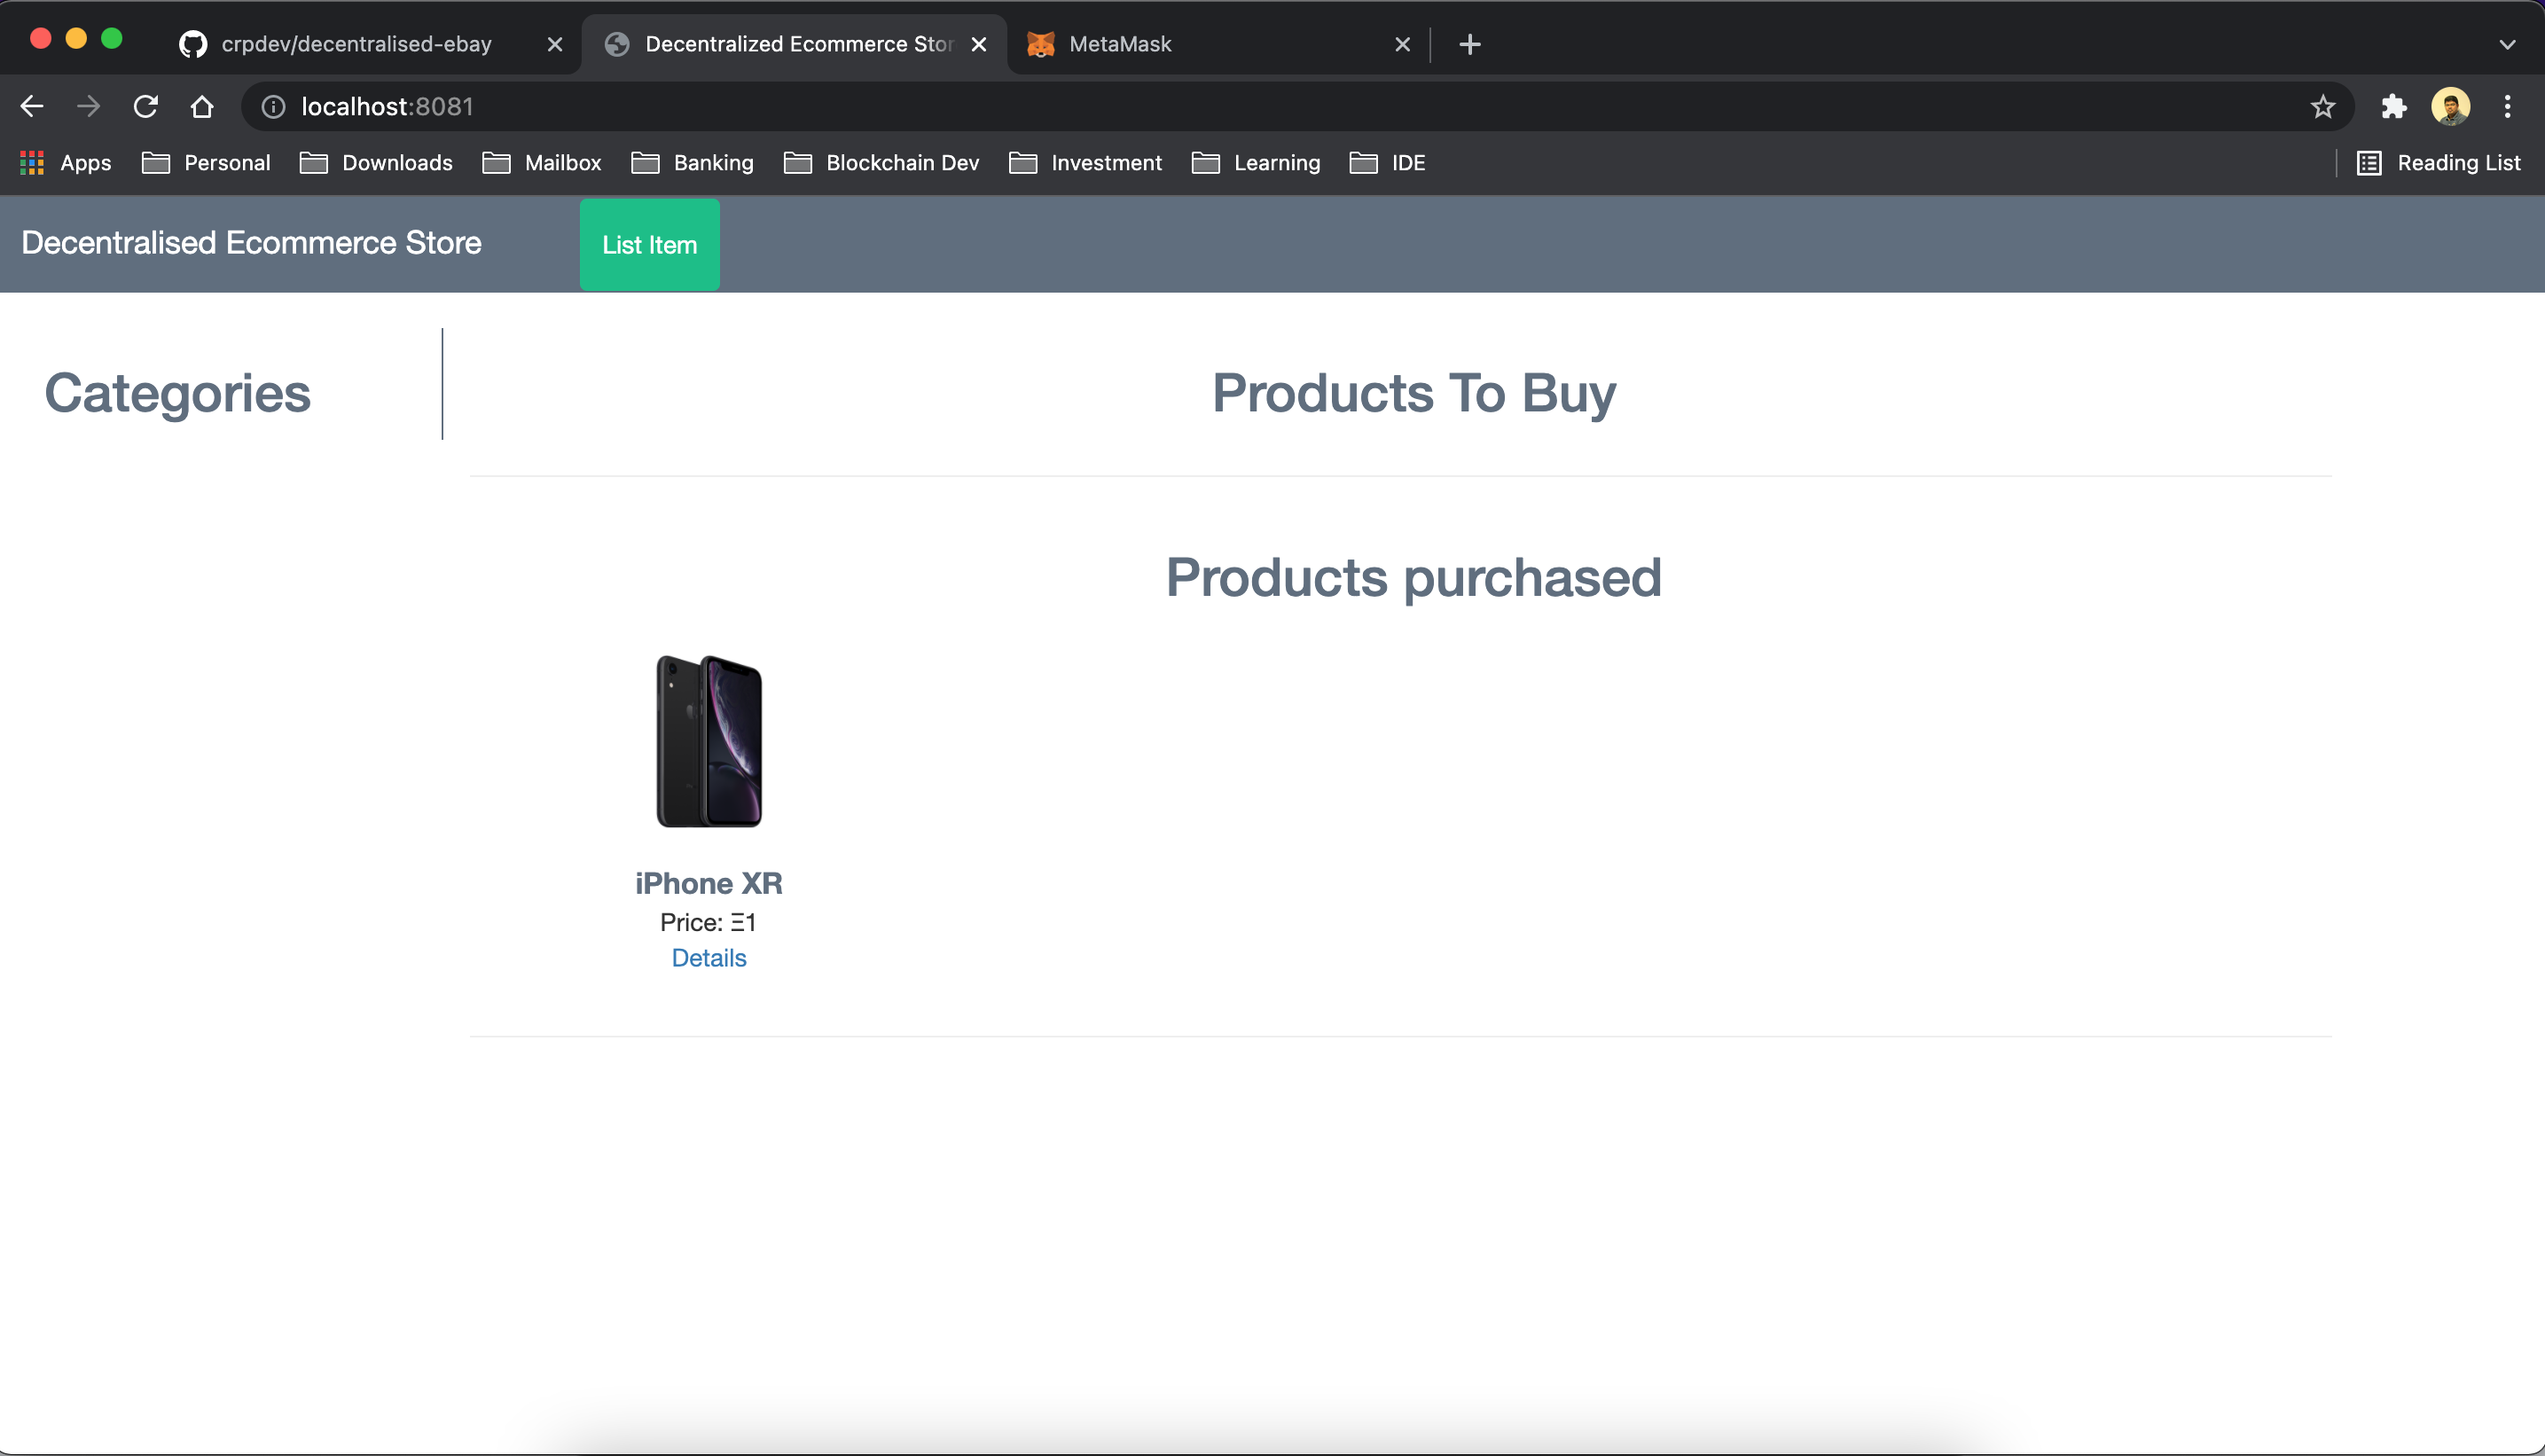 crpdev/decentralised-ebay
Decentralized Ecommerce Stor
MetaMask
localhost:8081
Apps
Personal
Downloads
Mailbox
Banking
Blockchain Dev
Investment
Learning
IDE
Reading List
Decentralised Ecommerce Store
List Item
Categories
Products To Buy
Products purchased
iPhone XR
Price: Ξ1
Details